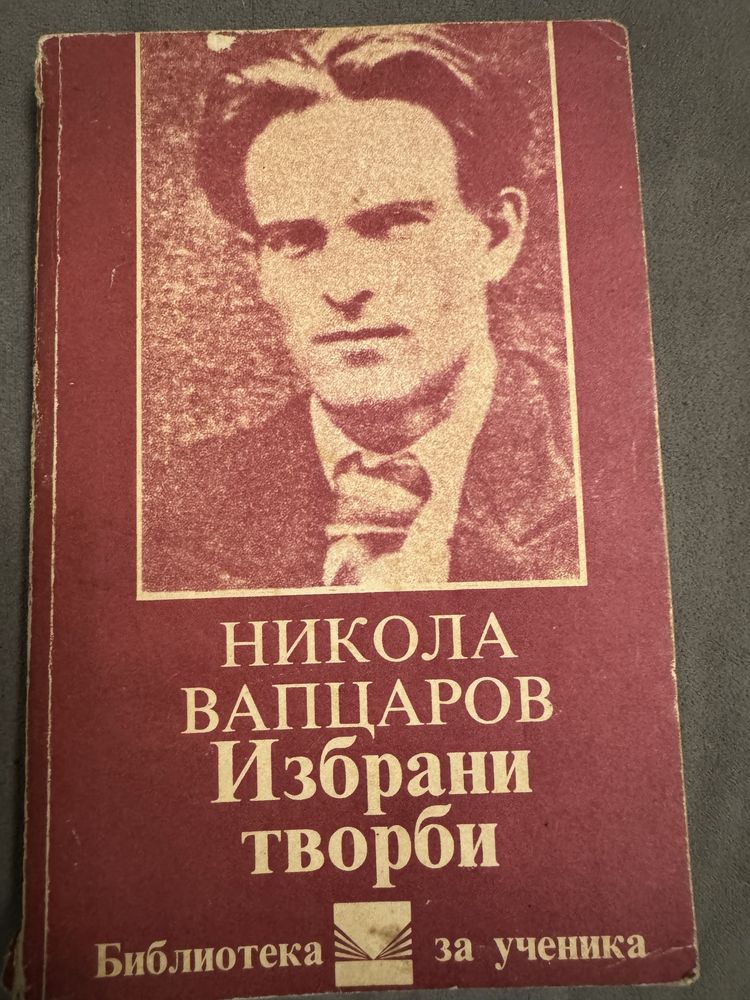 НИКОЛА
ВАПЦАРОВ
Избрани
творби
Библиотека за ученика